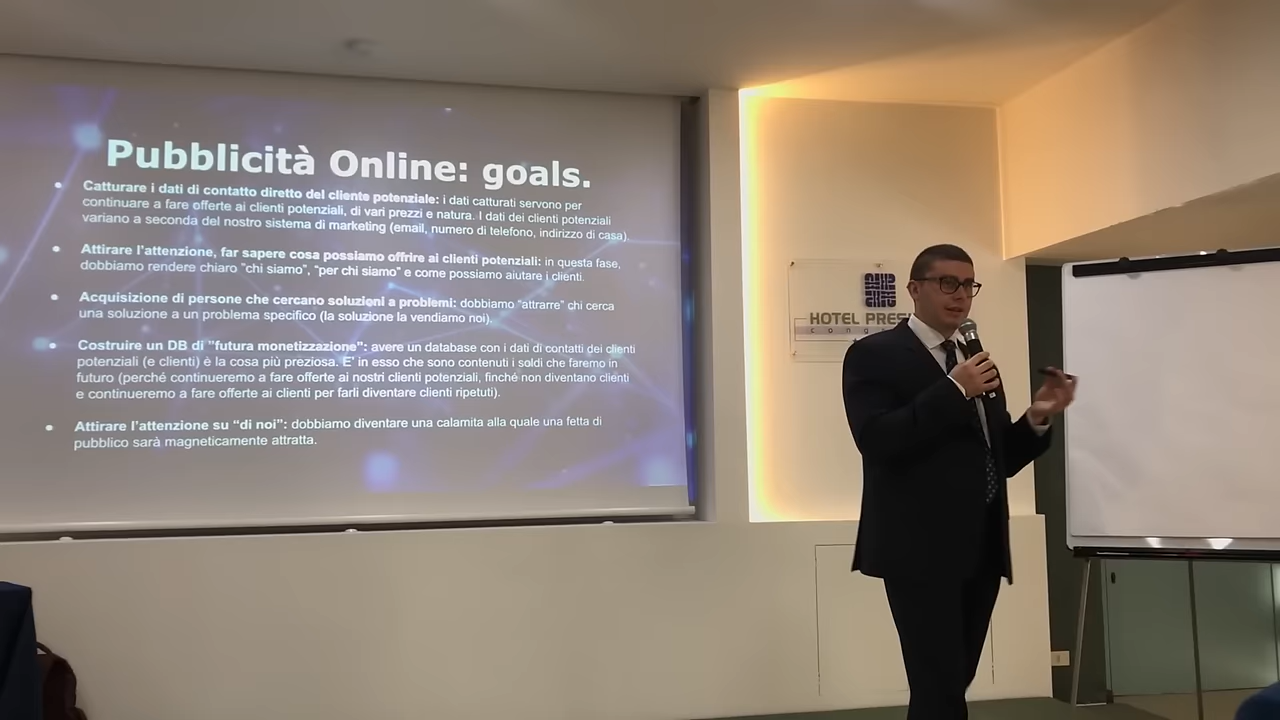 Pubblicità Online: goals.
Catturare i dati di contatto diretto del cliente potenziale: i dati catturati servono per
continuare a fare offerte ai clienti potenziali, di vari prezzi e natura. I dati dei clienti potenziali
variano a seconda del nostro sistema di marketing (email, numero di telefono, indirizzo di casa)
Attirare l'attenzione, far sapere cosa possiamo offrire ai clienti potenziali: in questa fase,
dobbiamo rendere chiaro "chi siamo", "per chi siamo" e come possiamo aiutare i clienti.
Acquisizione di persone che cercano soluzioni a problemi: dobbiamo "attrarre" chi cerca
una soluzione a un problema specifico (la soluzione la vendiamo noi).
Costruire un DB di "futura monetizzazione": avere un database con i dati di contatti dei clienti
potenziali (e clienti) è la cosa più preziosa. E' in esso che sono contenuti i soldi che faremo in
futuro (perché continueremo a fare offerte ai nostri clienti potenziali, finché non diventano clienti
e continueremo a fare offerte ai clienti per farli diventare clienti ripetuti).
Attirare l'attenzione su "di noi": dobbiamo diventare una calamita alla quale una fetta di
pubblico sarà magneticamente attratta.
HOTEL PRES
cong